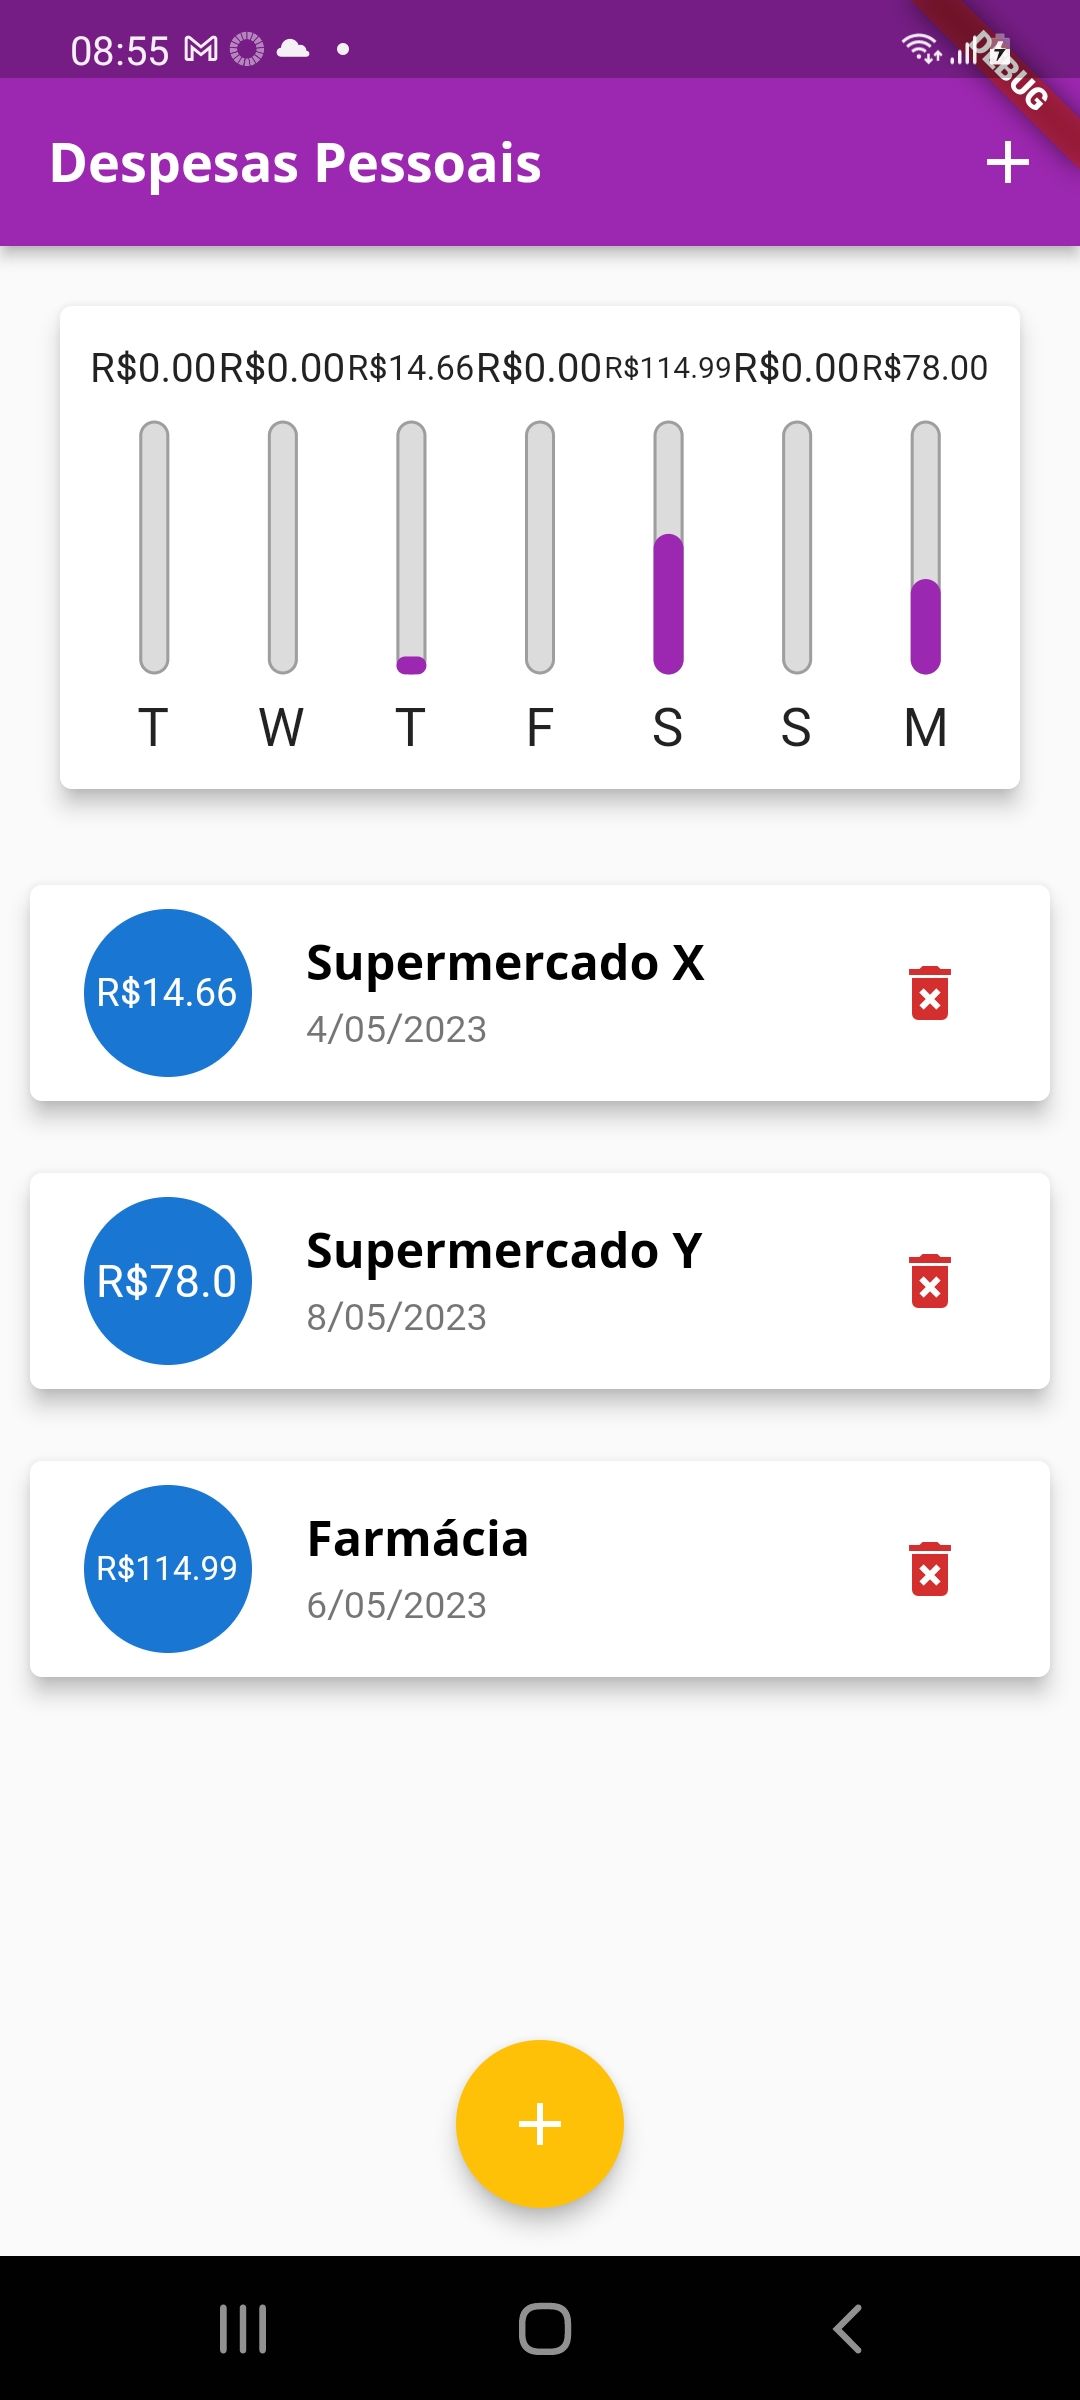 08:55
DEBUG
Despesas Pessoais
R$0.00 R$0.00 R$14.66 R$0.00 R$114.99 R$0.00 R$78.00
T W T F S S M
R$14.66
Supermercado X
4/05/2023
R$78.0
Supermercado Y
8/05/2023
R$114.99
Farmácia
6/05/2023